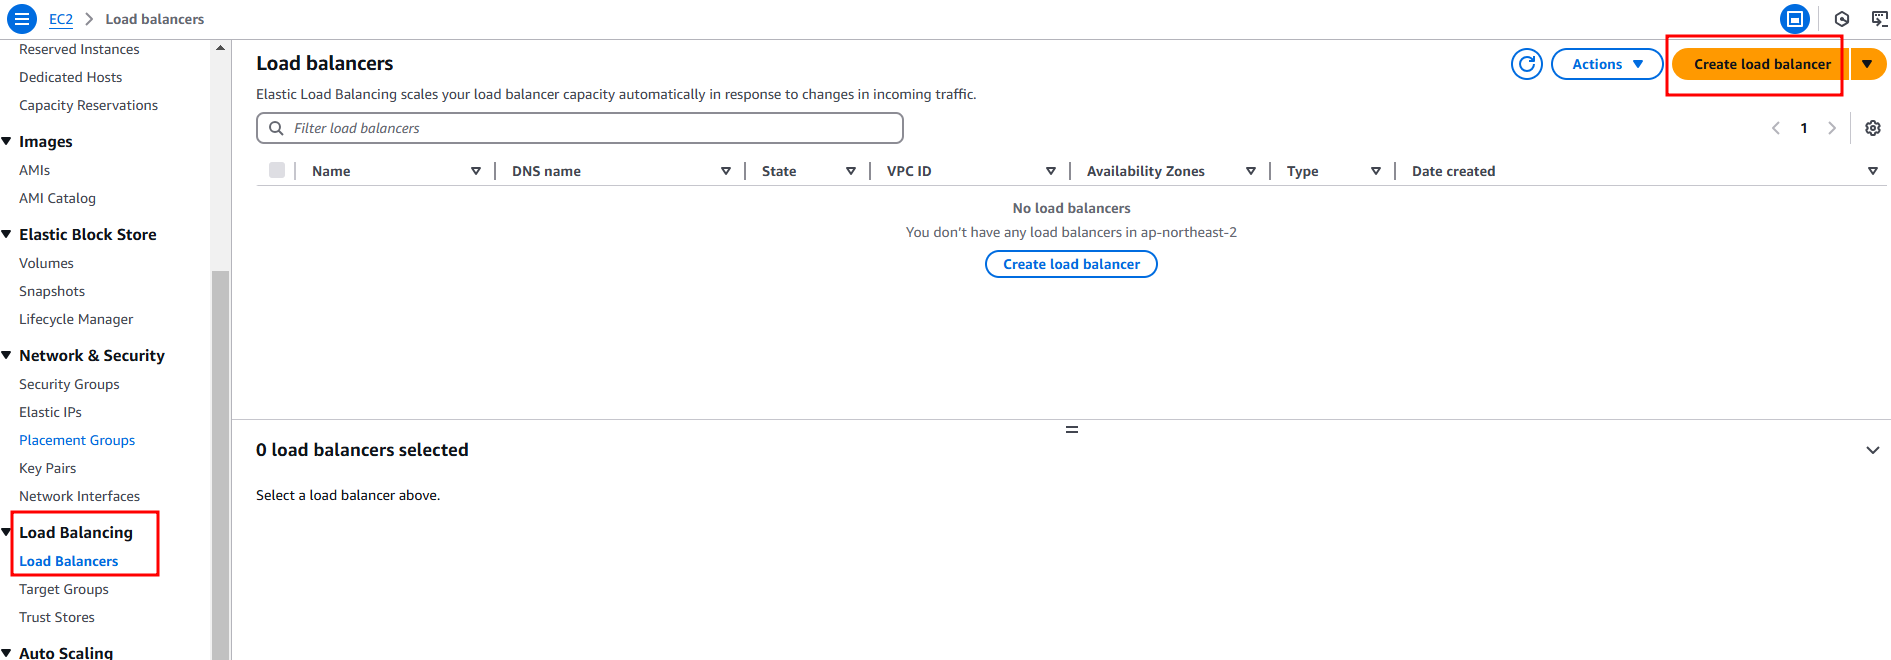 EC2 > Load balancers
Reserved Instances
Dedicated Hosts
Capacity Reservations
Images
AMIs
AMI Catalog
Elastic Block Store
Volumes
Snapshots
Lifecycle Manager
Network & Security
Security Groups
Elastic IPs
Placement Groups
Key Pairs
Network Interfaces
Load Balancing
Load Balancers
Target Groups
Trust Stores
Auto Scaling
Load balancers
Actions
Create load balancer
Elastic Load Balancing scales your load balancer capacity automatically in response to changes in incoming traffic.
Filter load balancers
1
Name DNS name State VPC ID Availability Zones Type Date created
No load balancers
You don’t have any load balancers in ap-northeast-2
Create load balancer
0 load balancers selected
Select a load balancer above.